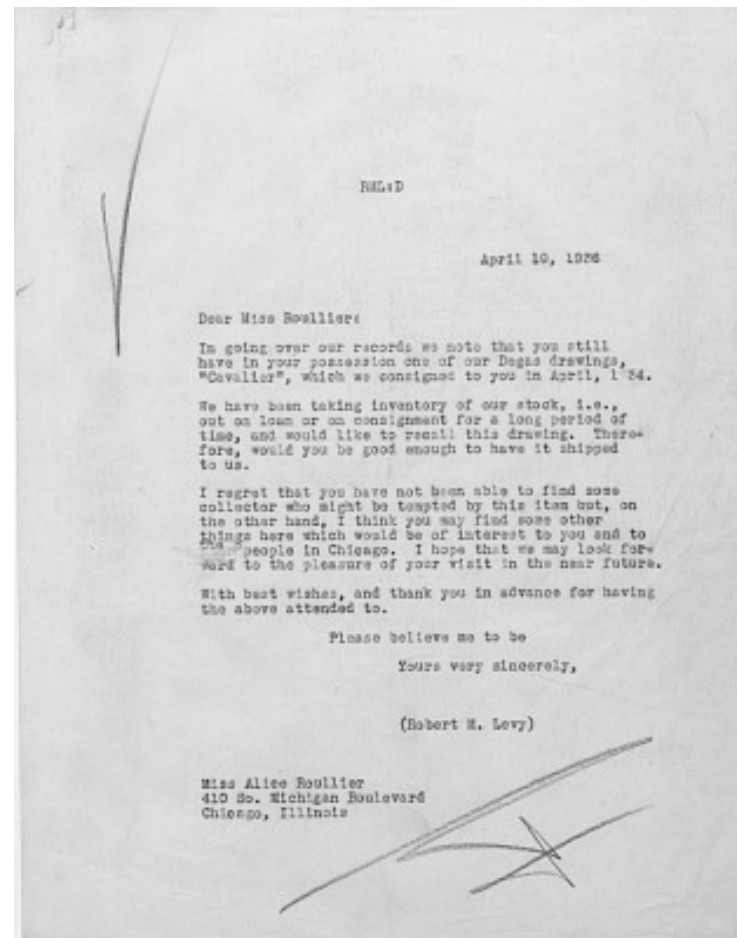 RML:D
April 10, 1936
Dear Miss Roullier:
In going over our records we note that you still
have in your possession one of our Degas drawings,
"Cavalier", which we consigned to you in April, 1 34.
We have been taking inventory of our stock, i.e.,
out on loan or on consignment for a long period of
time, and would like to recall this drawing. There-
fore, would you be good enough to have it shipped
to us.
I regret that you have not been able to find some
collector who might be tempted by this item but, on
the other hand, I think you may find some other
things here which would be of interest to you and to
the people in Chicago. I hope that we may look for-
ward to the pleasure of your visit in the near future.
With best wishes, and thank you in advance for having
the above attended to.
Please believe me to be
Yours very sincerely,
(Robert M. Levy)
Miss Alice Roullier
410 So. Michigan Boulevard
Chicago, Illinois